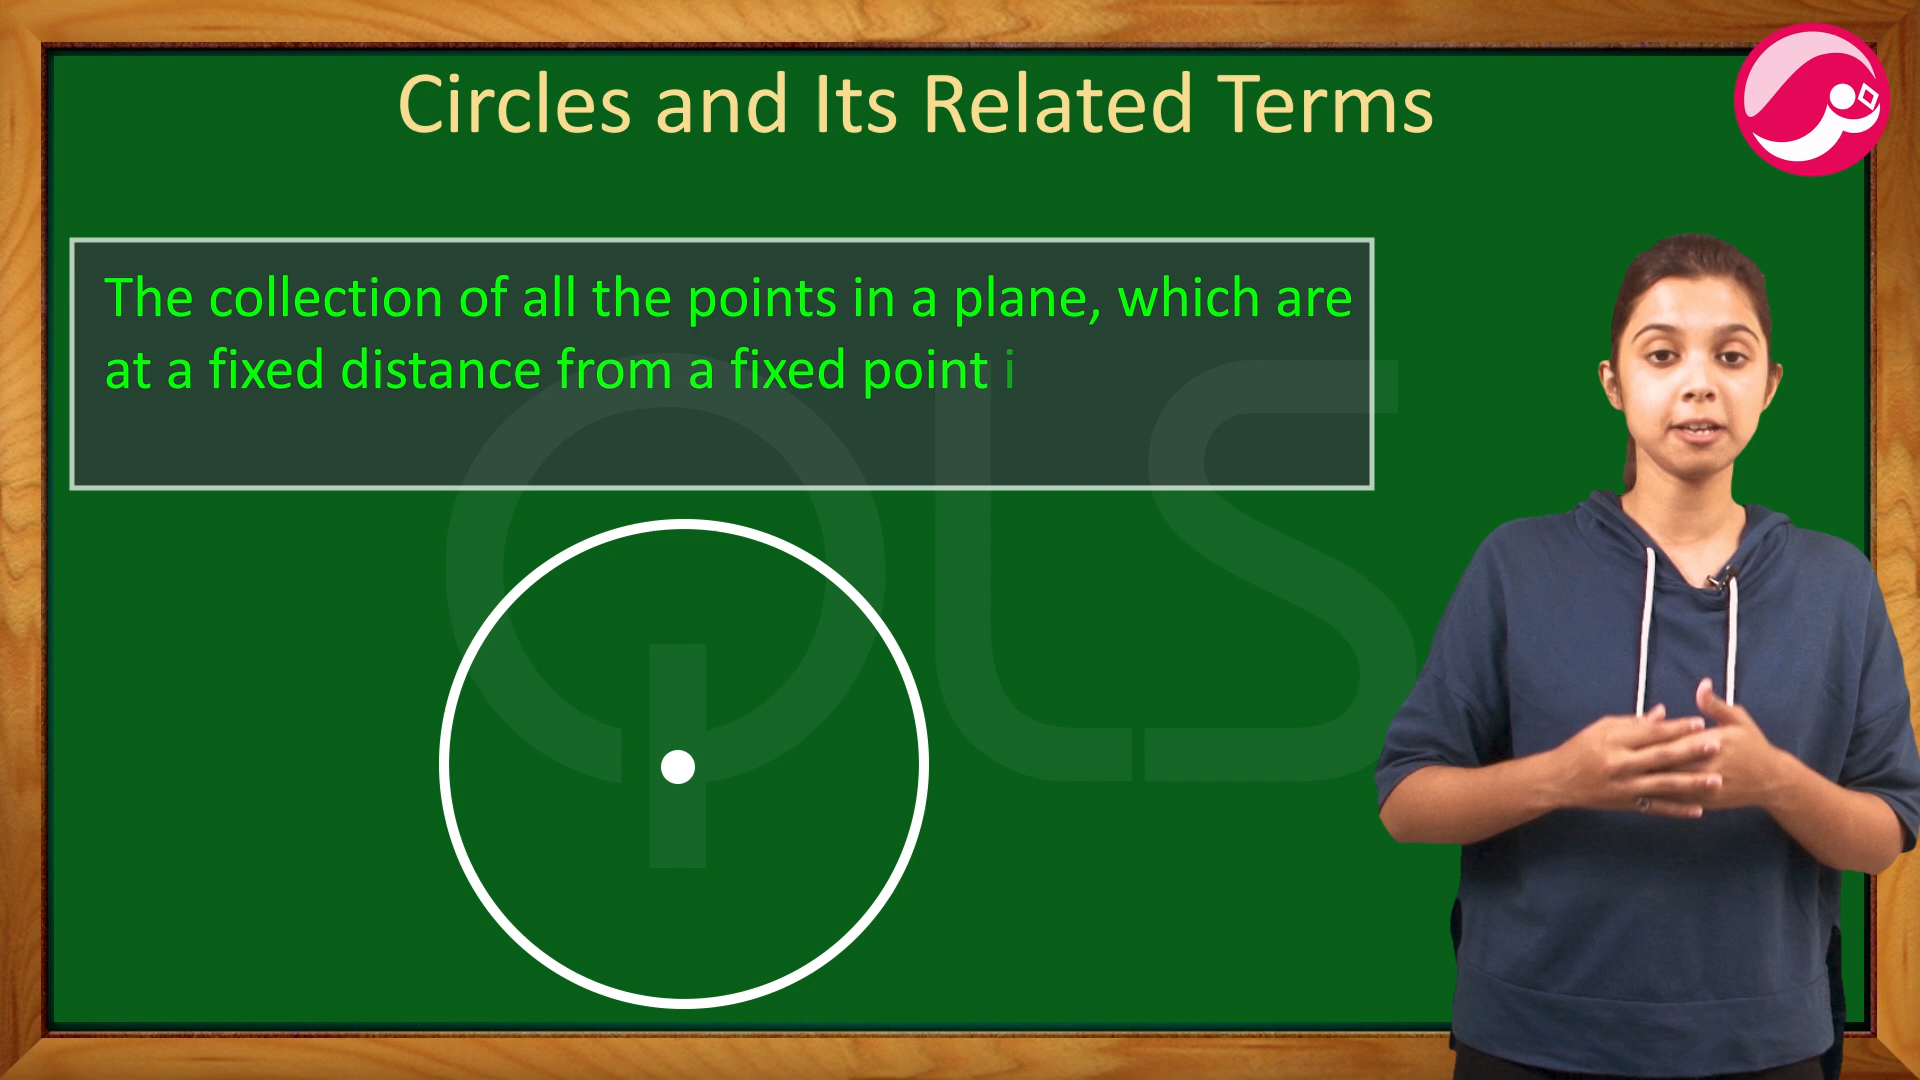 Circles and Its Related Terms
The collection of all the points in a plane, which are
at a fixed distance from a fixed point i
QLS